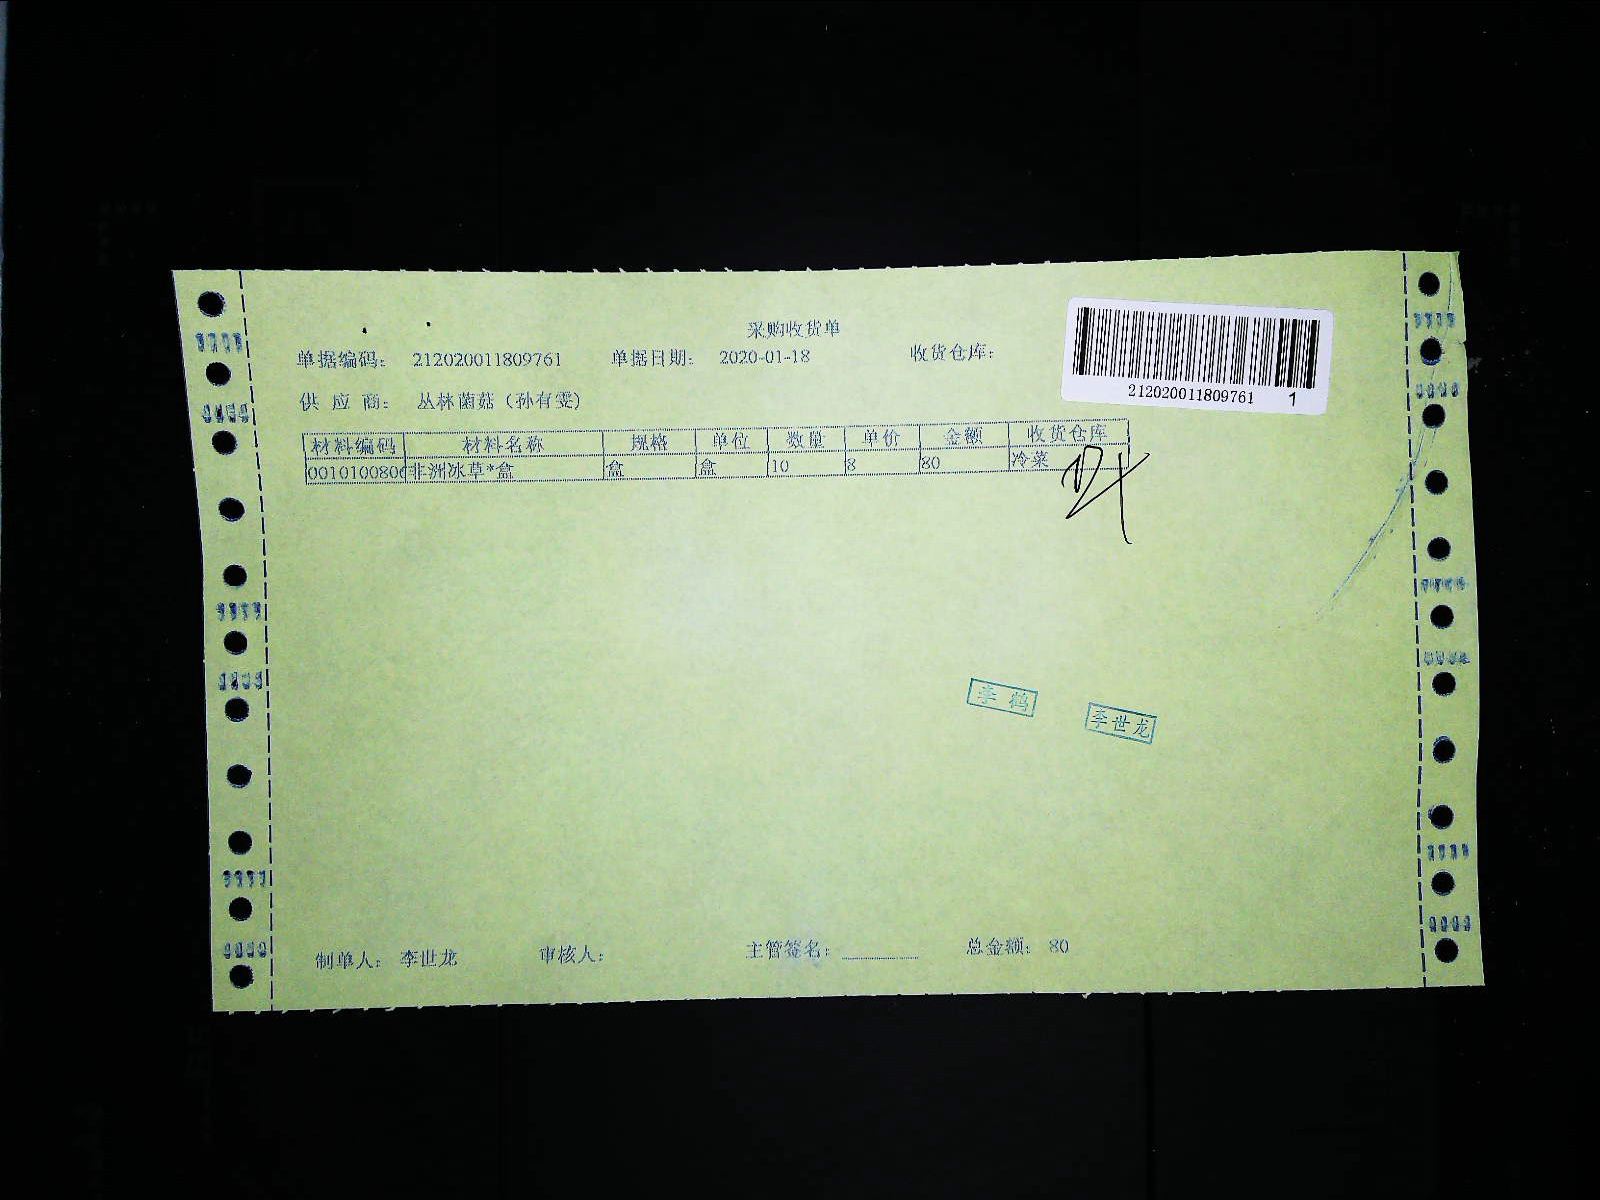 采购收货单
单据编码： 212020011809761 单据日期： 2020-01-18 收货仓库：
212020011809761 1
供 应 商： 丛林菌菇（孙有雯）
材料编码 材料名称 规格 单位 数量 单价 金额 收货仓库
0010100806 非洲冰草*盒 盒 盒 10 8 80 冷菜
李 鹤
李世龙
制单人： 李世龙 审核人： 主管签名： 总金额： 80